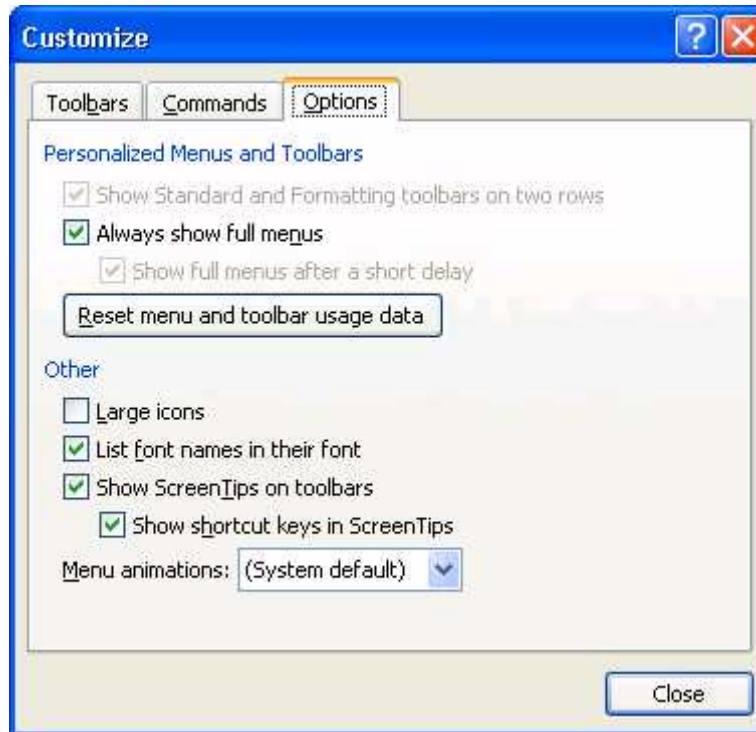 Customize
Toolbars Commands Options
Personalized Menus and Toolbars
Show Standard and Formatting toolbars on two rows
Always show full menus
Show full menus after a short delay
Reset menu and toolbar usage data
Other
Large icons
List font names in their font
Show ScreenTips on toolbars
Show shortcut keys in ScreenTips
Menu animations: (System default)
Close